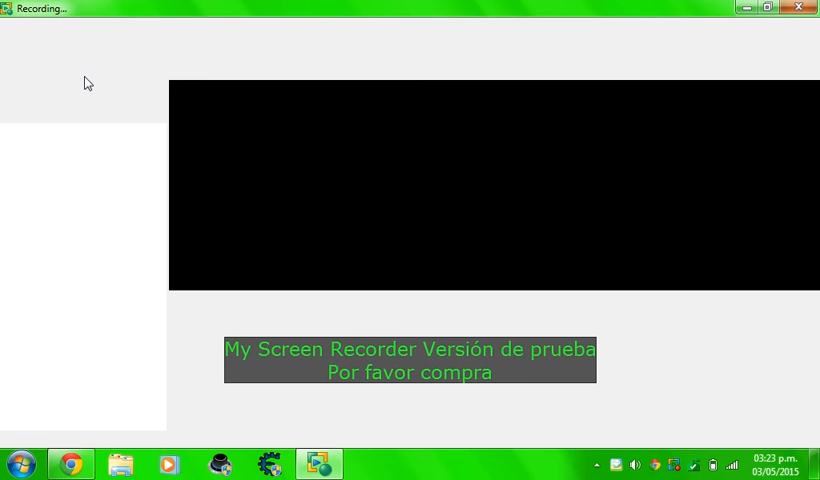 Recording...
My Screen Recorder Versión de prueba
Por favor compra
03:23 p.m.
03/05/2015